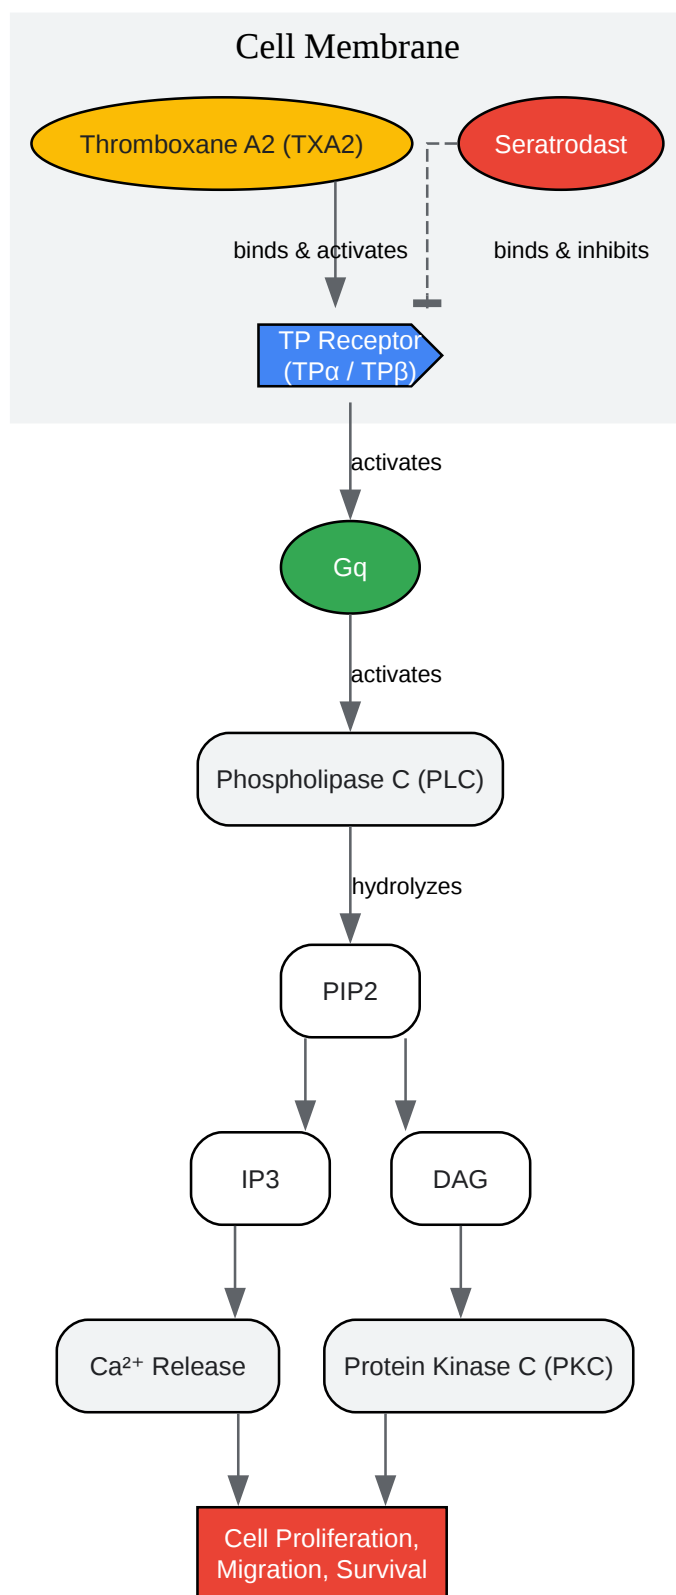 Cell Membrane
Thromboxane A2 (TXA2)
Seratrodast
binds & activates
binds & inhibits
TP Receptor
(TPα / TPβ)
activates
Gq
activates
Phospholipase C (PLC)
hydrolyzes
PIP2
IP3
DAG
Ca²⁺ Release
Protein Kinase C (PKC)
Cell Proliferation,
Migration, Survival